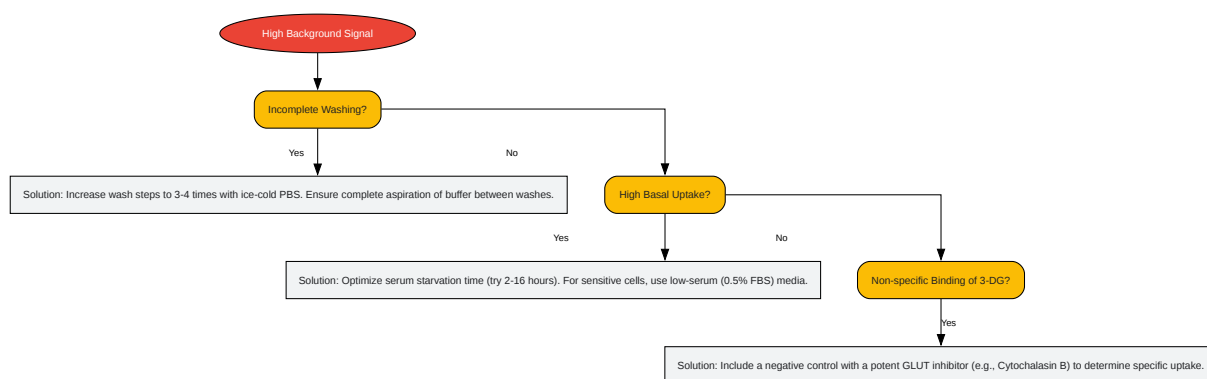 High Background Signal
Incomplete Washing?
Yes
No
Solution: Increase wash steps to 3-4 times with ice-cold PBS. Ensure complete aspiration of buffer between washes.
High Basal Uptake?
Yes
No
Solution: Optimize serum starvation time (try 2-16 hours). For sensitive cells, use low-serum (0.5% FBS) media.
Non-specific Binding of 3-DG?
Yes
Solution: Include a negative control with a potent GLUT inhibitor (e.g., Cytochalasin B) to determine specific uptake.